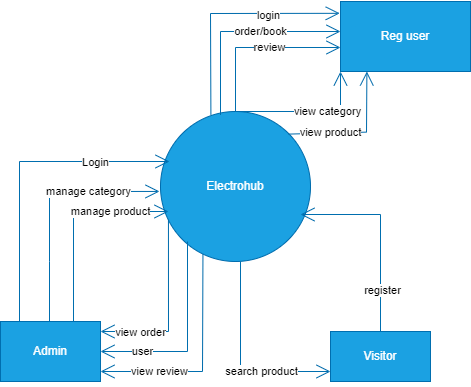 login
order/book
Reg user
review
view category
view product
Login
Electrohub
manage category
manage product
register
view order
user
Admin
Visitor
view review
search product